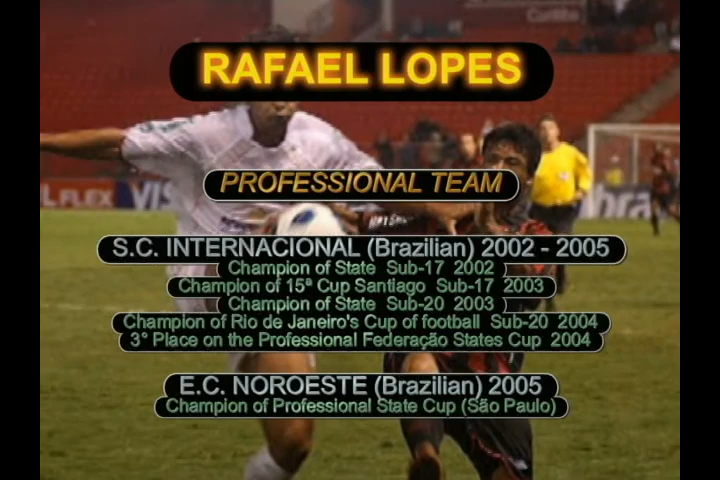 RAFAEL LOPES
PROFESSIONAL TEAM
S.C. INTERNACIONAL (Brazilian) 2002 - 2005
Champion of State Sub-17 2002
Champion of 15ª Cup Santiago Sub-17 2003
Champion of State Sub-20 2003
Champion of Rio de Janeiro's Cup of football Sub-20 2004
3° Place on the Professional Federação States Cup 2004
E.C. NOROESTE (Brazilian) 2005
Champion of Professional State Cup (São Paulo)